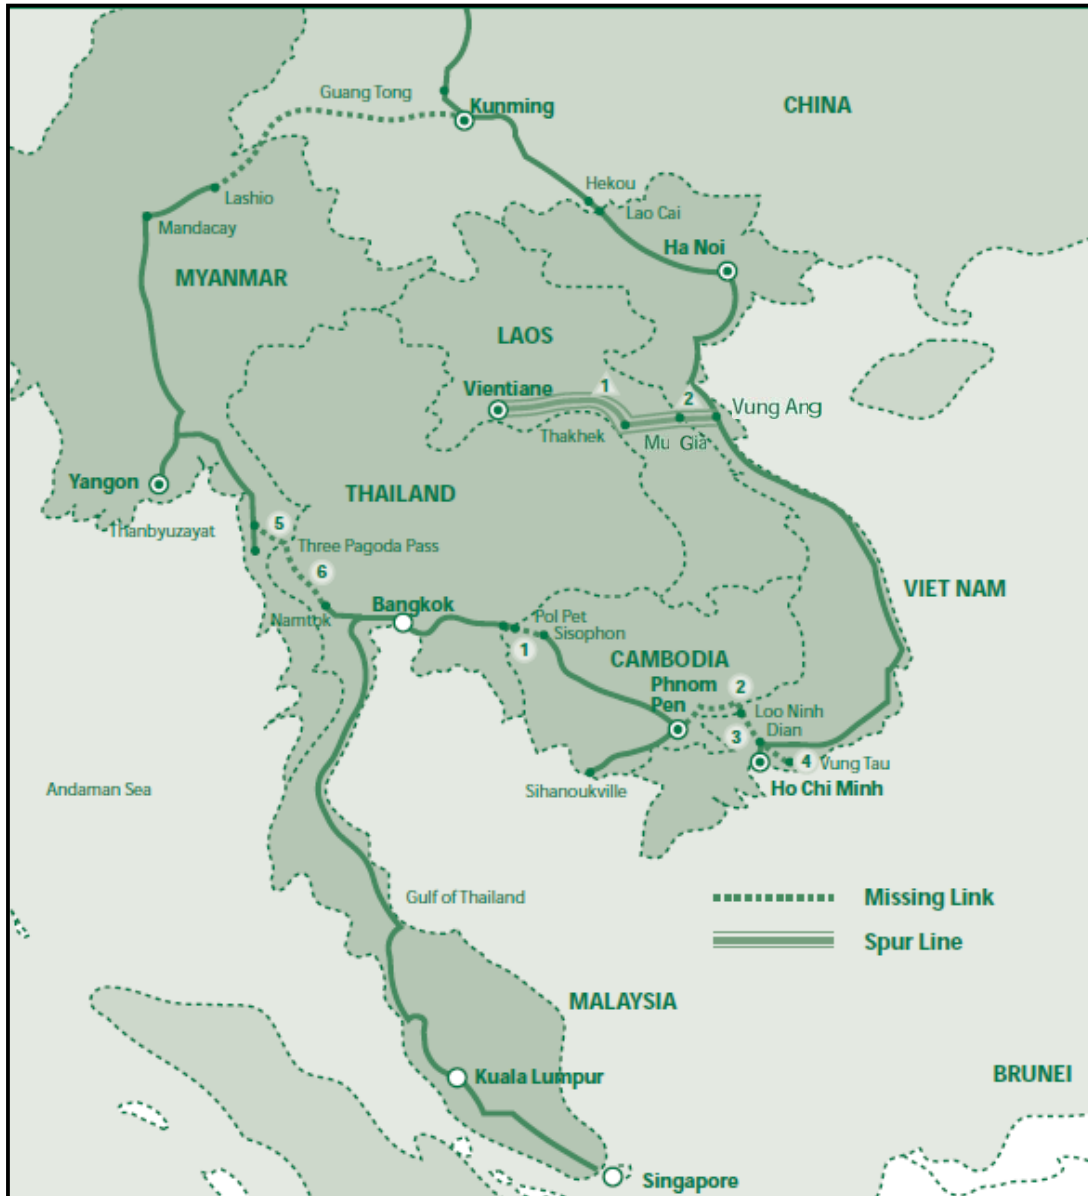 Guang Tong
Kunming
CHINA
Hekou
Lashio
Lao Cai
Mandacay
Ha Noi
MYANMAR
LAOS
Vientiane
1
2
Vung Ang
Thakhek
Mu Gia
Yangon
THAILAND
Thanbyuzayat
5
Three Pagoda Pass
6
VIET NAM
Namtok
Bangkok
Pol Pet
Sisophon
1
CAMBODIA
Phnom
Pen
2
Loo Ninh
Dian
3
4
Vung Tau
Andaman Sea
Sihanoukville
Ho Chi Minh
Gulf of Thailand
Missing Link
Spur Line
MALAYSIA
Kuala Lumpur
BRUNEI
Singapore